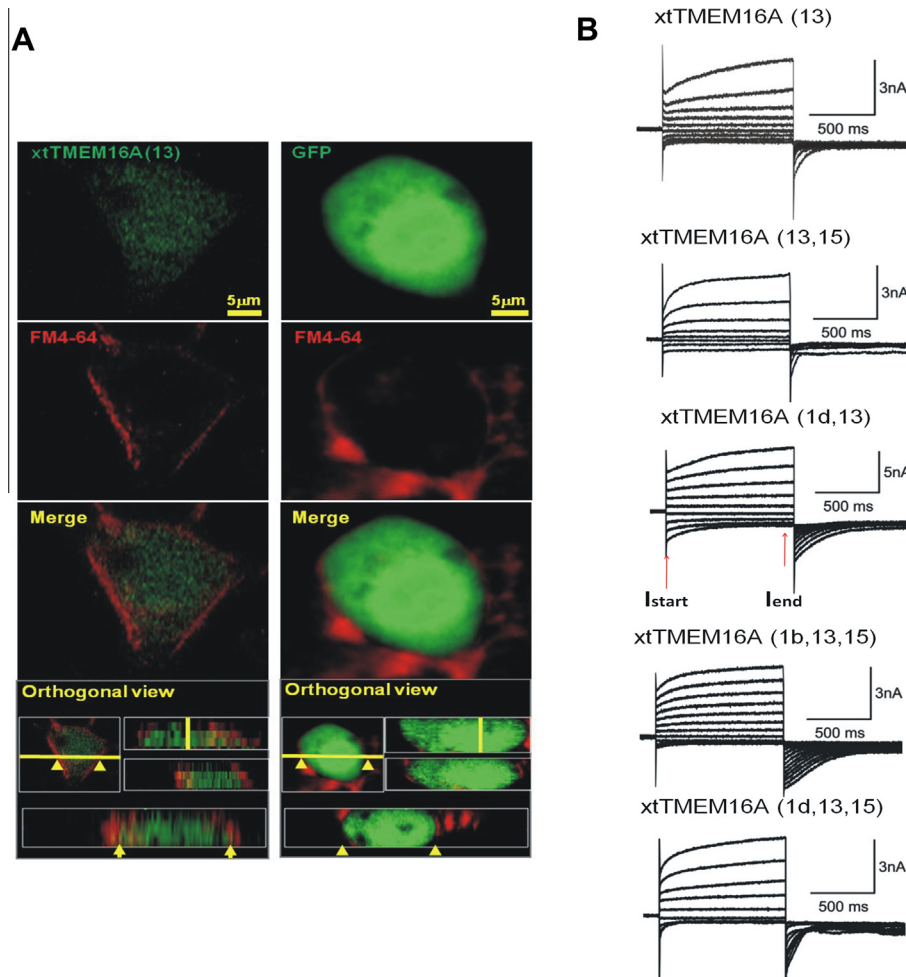 A
xtTMEM16A(13)
5µm
GFP
5µm
FM4-64
FM4-64
Merge
Merge
Orthogonal view
Orthogonal view
B
xtTMEM16A (13)
3nA
500 ms
xtTMEM16A (13,15)
3nA
500 ms
xtTMEM16A (1d,13)
5nA
500 ms
Istart
Iend
xtTMEM16A (1b,13,15)
3nA
500 ms
xtTMEM16A (1d,13,15)
3nA
500 ms